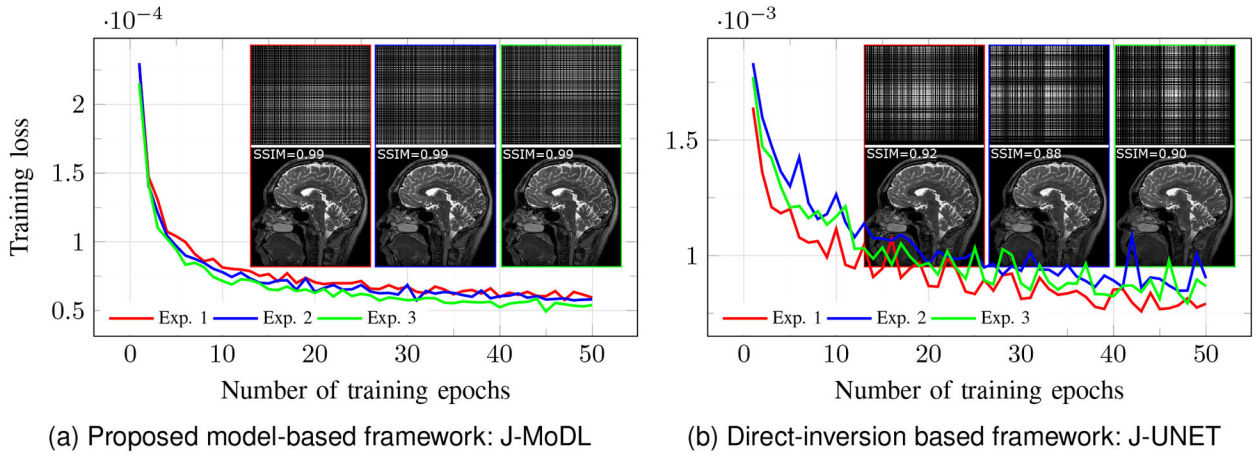 ·10⁻⁴
2
1.5
1
0.5
Training loss
SSIM=0.99
SSIM=0.99
SSIM=0.99
Exp. 1
Exp. 2
Exp. 3
0 10 20 30 40 50
Number of training epochs
(a) Proposed model-based framework: J-MoDL
·10⁻³
1.5
1
SSIM=0.92
SSIM=0.88
SSIM=0.90
Exp. 1
Exp. 2
Exp. 3
0 10 20 30 40 50
Number of training epochs
(b) Direct-inversion based framework: J-UNET